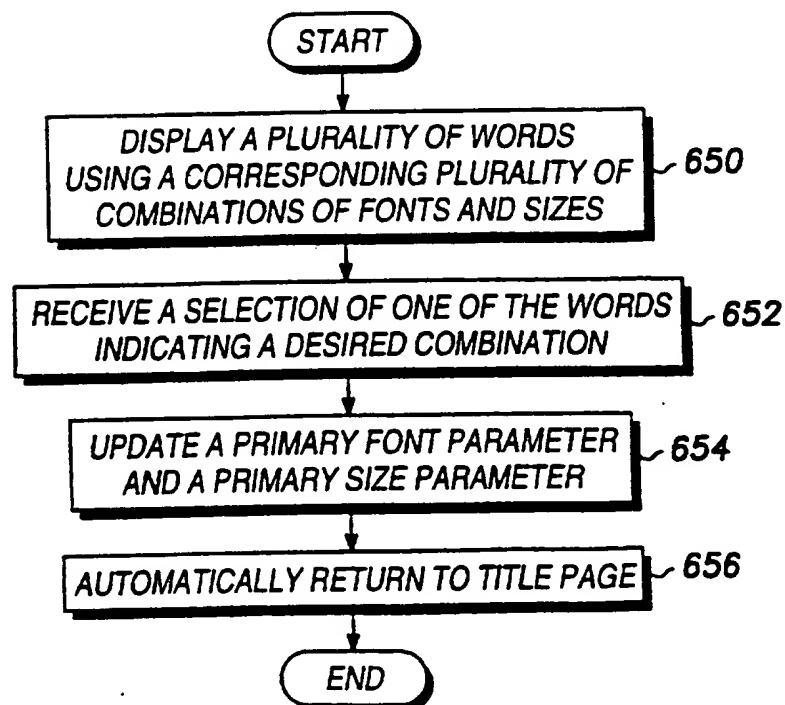 START
DISPLAY A PLURALITY OF WORDS
USING A CORRESPONDING PLURALITY OF
COMBINATIONS OF FONTS AND SIZES
650
RECEIVE A SELECTION OF ONE OF THE WORDS
INDICATING A DESIRED COMBINATION
652
UPDATE A PRIMARY FONT PARAMETER
AND A PRIMARY SIZE PARAMETER
654
AUTOMATICALLY RETURN TO TITLE PAGE
656
END